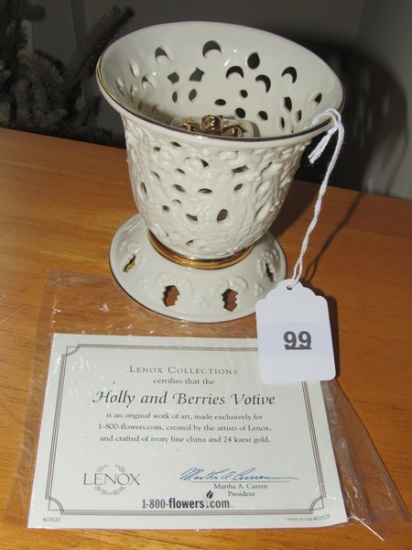 99
LENOX COLLECTIONS
certifies that the
Holly and Berries Votive
is an original work of art, made exclusively for
1-800-flowers.com, created by the artists of Lenox,
and crafted of ivory fine china and 24 karat gold.
LENOX
Martha A. Curren
Martha A. Curren
President
1-800-flowers.com